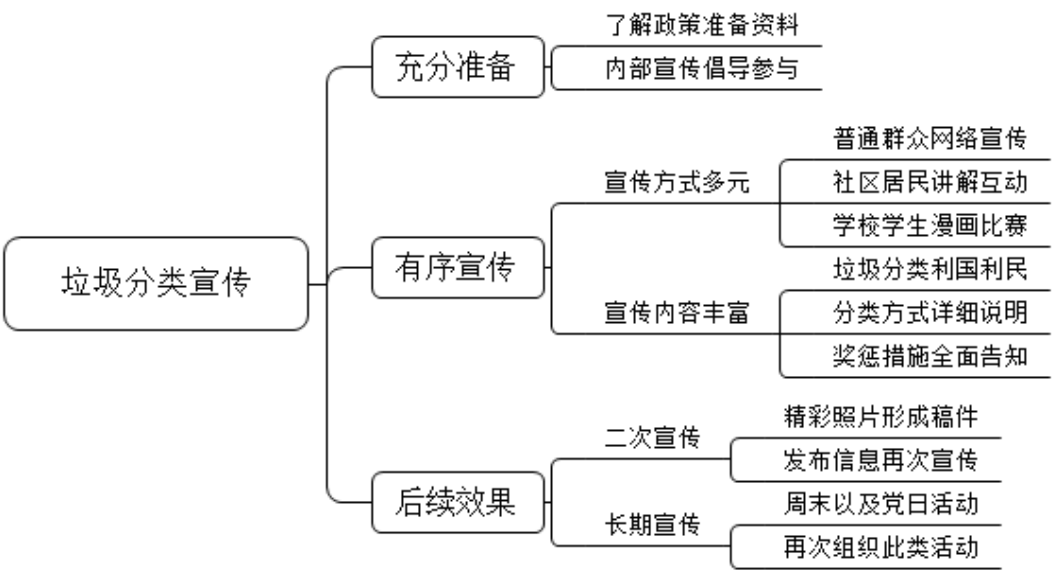 垃圾分类宣传
充分准备
了解政策准备资料
内部宣传倡导参与
有序宣传
宣传方式多元
普通群众网络宣传
社区居民讲解互动
学校学生漫画比赛
宣传内容丰富
垃圾分类利国利民
分类方式详细说明
奖惩措施全面告知
后续效果
二次宣传
精彩照片形成稿件
发布信息再次宣传
长期宣传
周末以及党日活动
再次组织此类活动